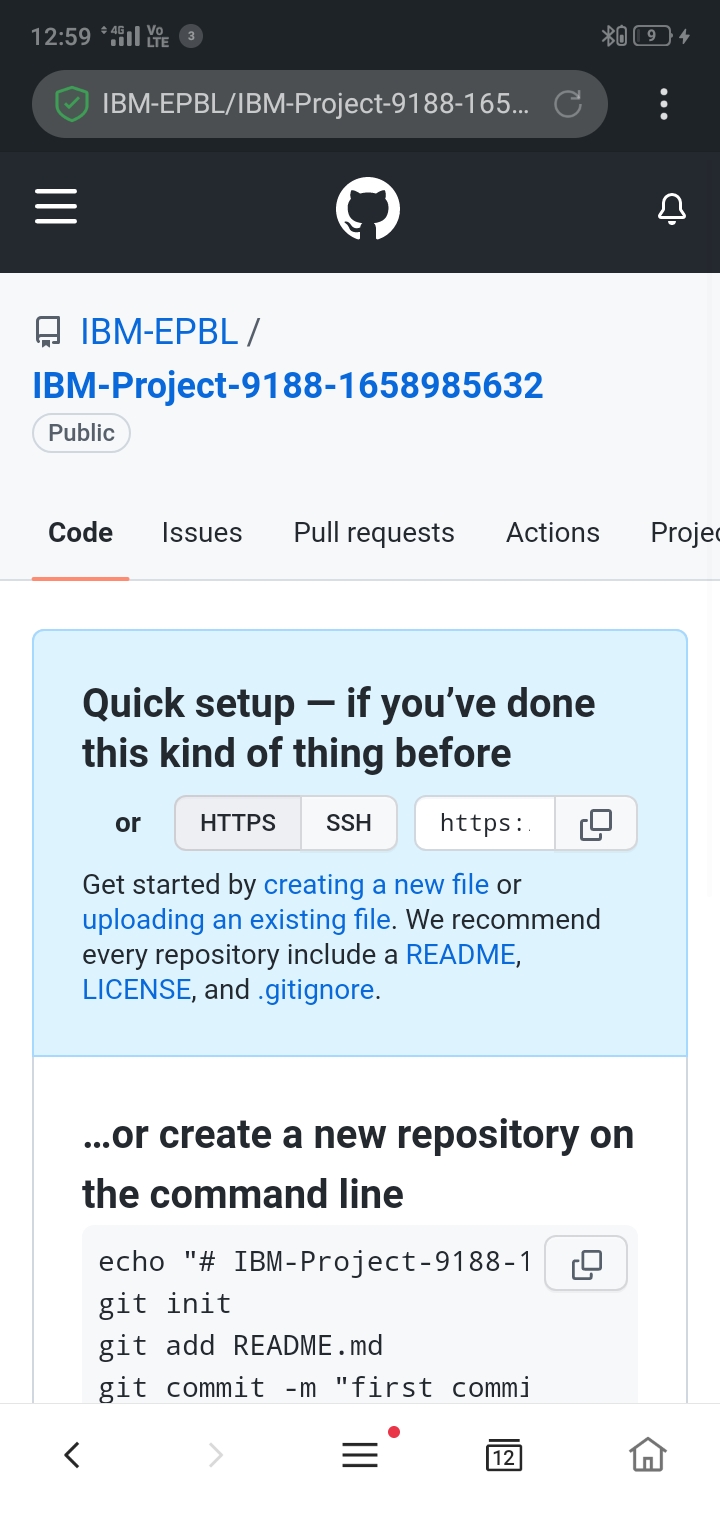 12:59 4G Vo LTE 3 9
IBM-EPBL/IBM-Project-9188-165...
IBM-EPBL /
IBM-Project-9188-1658985632
Public
Code Issues Pull requests Actions Projec
Quick setup — if you’ve done
this kind of thing before
or HTTPS SSH https:
Get started by creating a new file or
uploading an existing file. We recommend
every repository include a README,
LICENSE, and .gitignore.
…or create a new repository on
the command line
echo "# IBM-Project-9188-1
git init
git add README.md
git commit -m "first commi
12